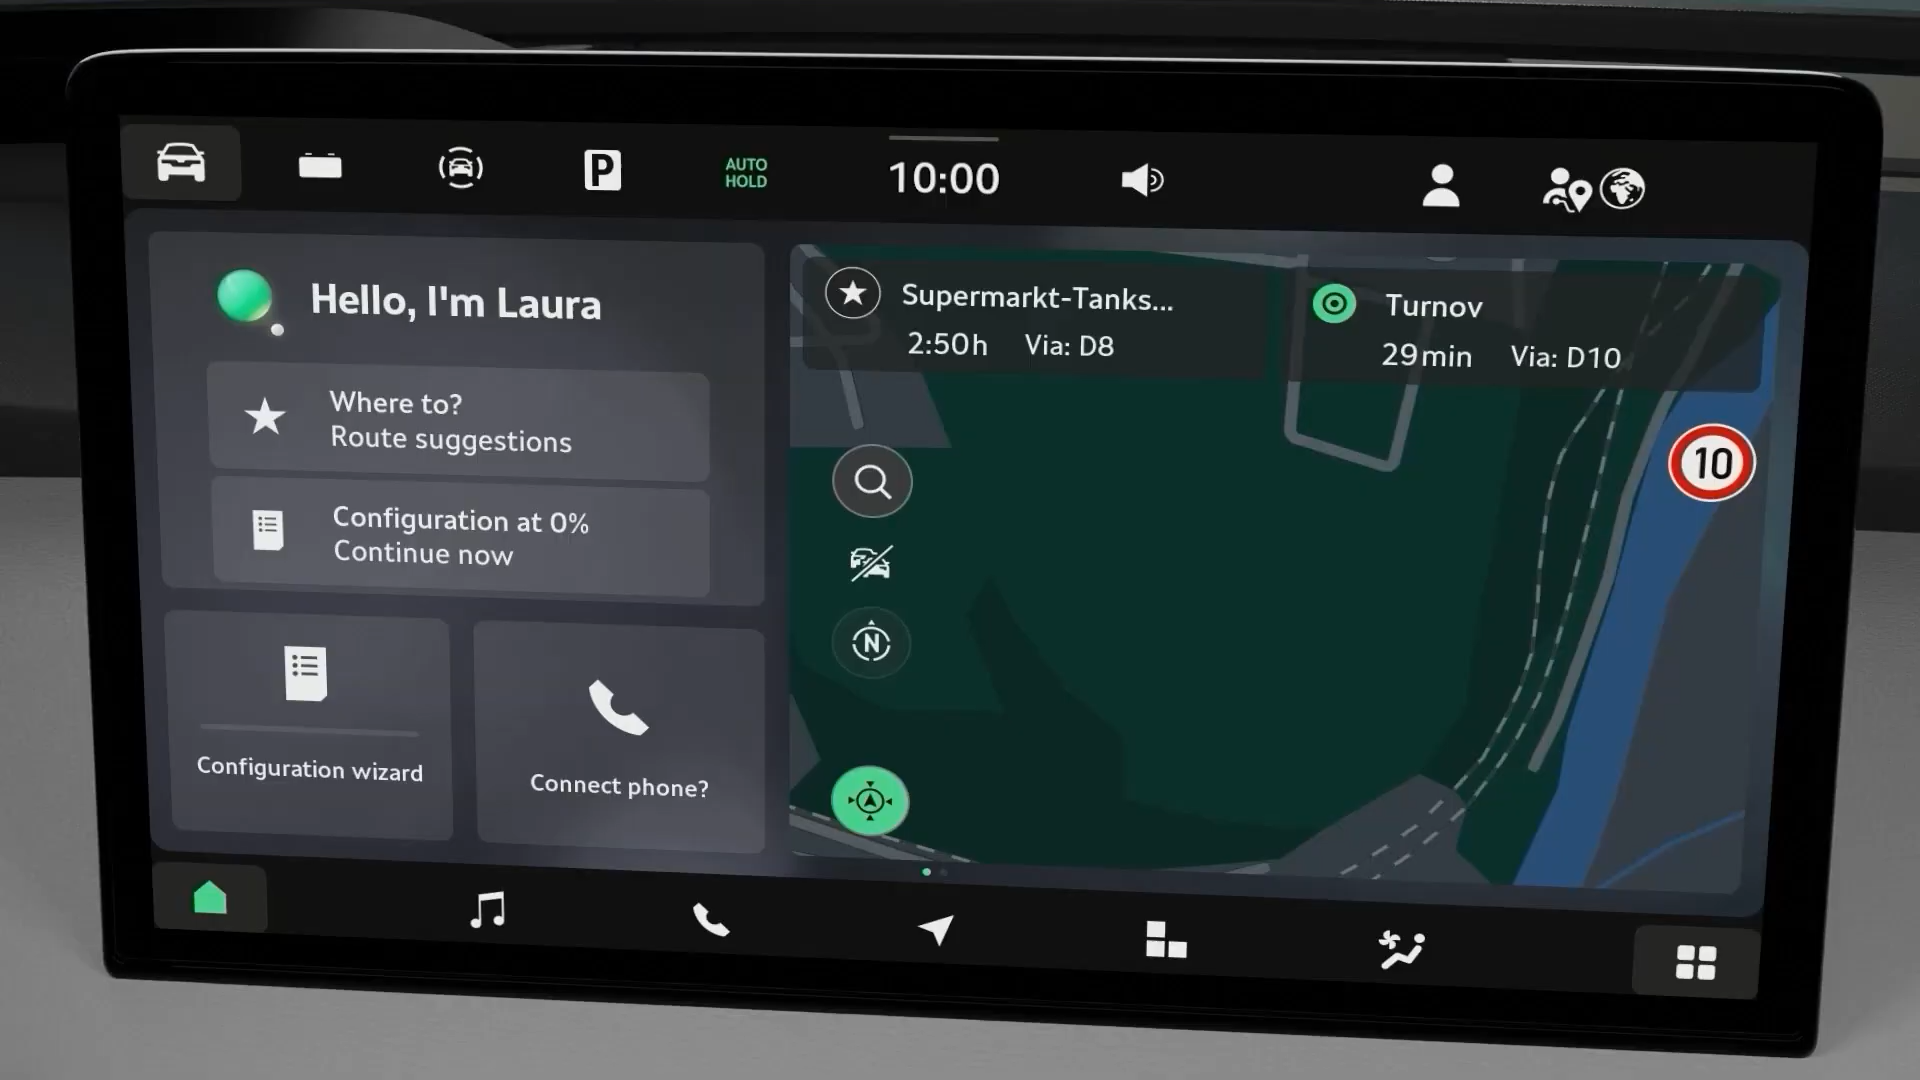 P
AUTO
HOLD
10:00
Hello, I'm Laura
Where to?
Route suggestions
Configuration at 0%
Continue now
Configuration wizard
Connect phone?
Supermarkt-Tanks...
2:50h Via: D8
Turnov
29min Via: D10
10
N